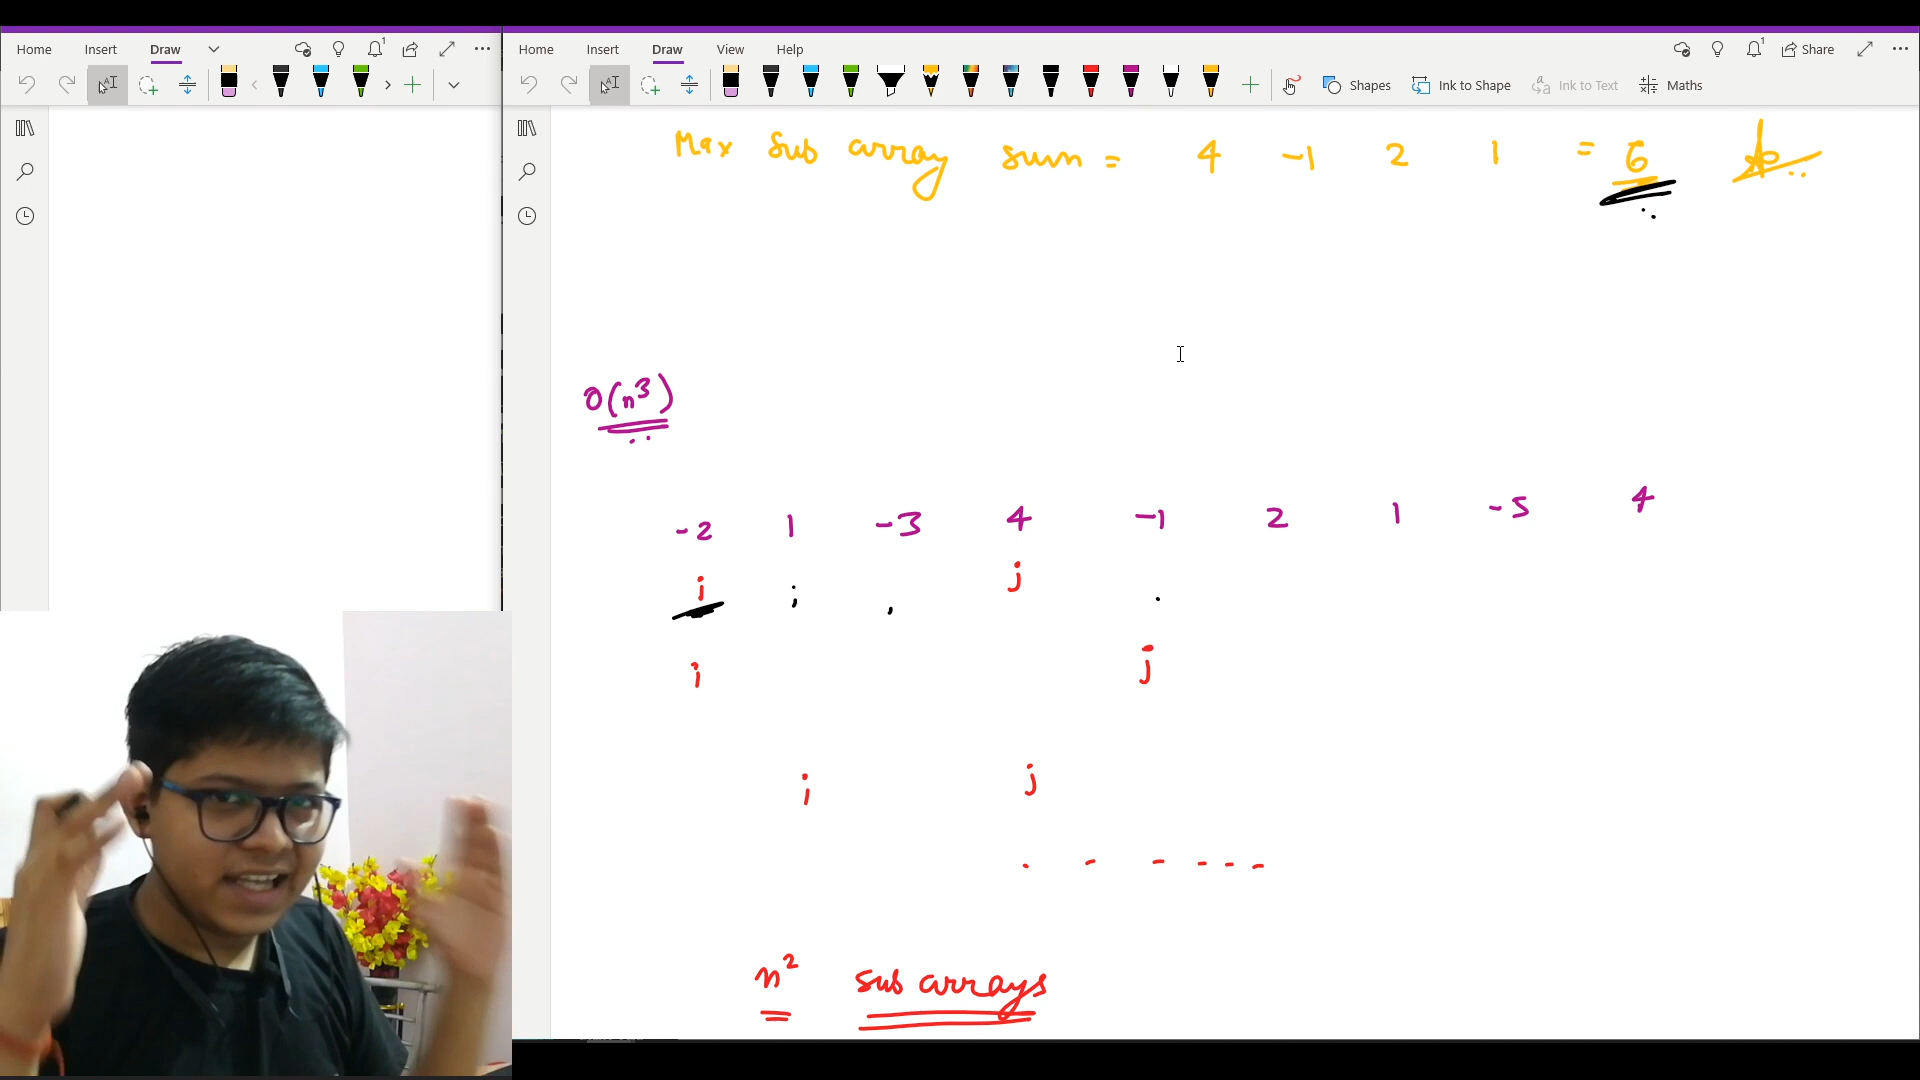 Home Insert Draw
Home Insert Draw View Help Share
Shapes Ink to Shape Ink to Text Maths
Max Sub array sum = 4 -1 2 1 = 6
O(n³)
-2 1 -3 4 -1 2 1 -5 4
i j
i j
i j
n² sub arrays